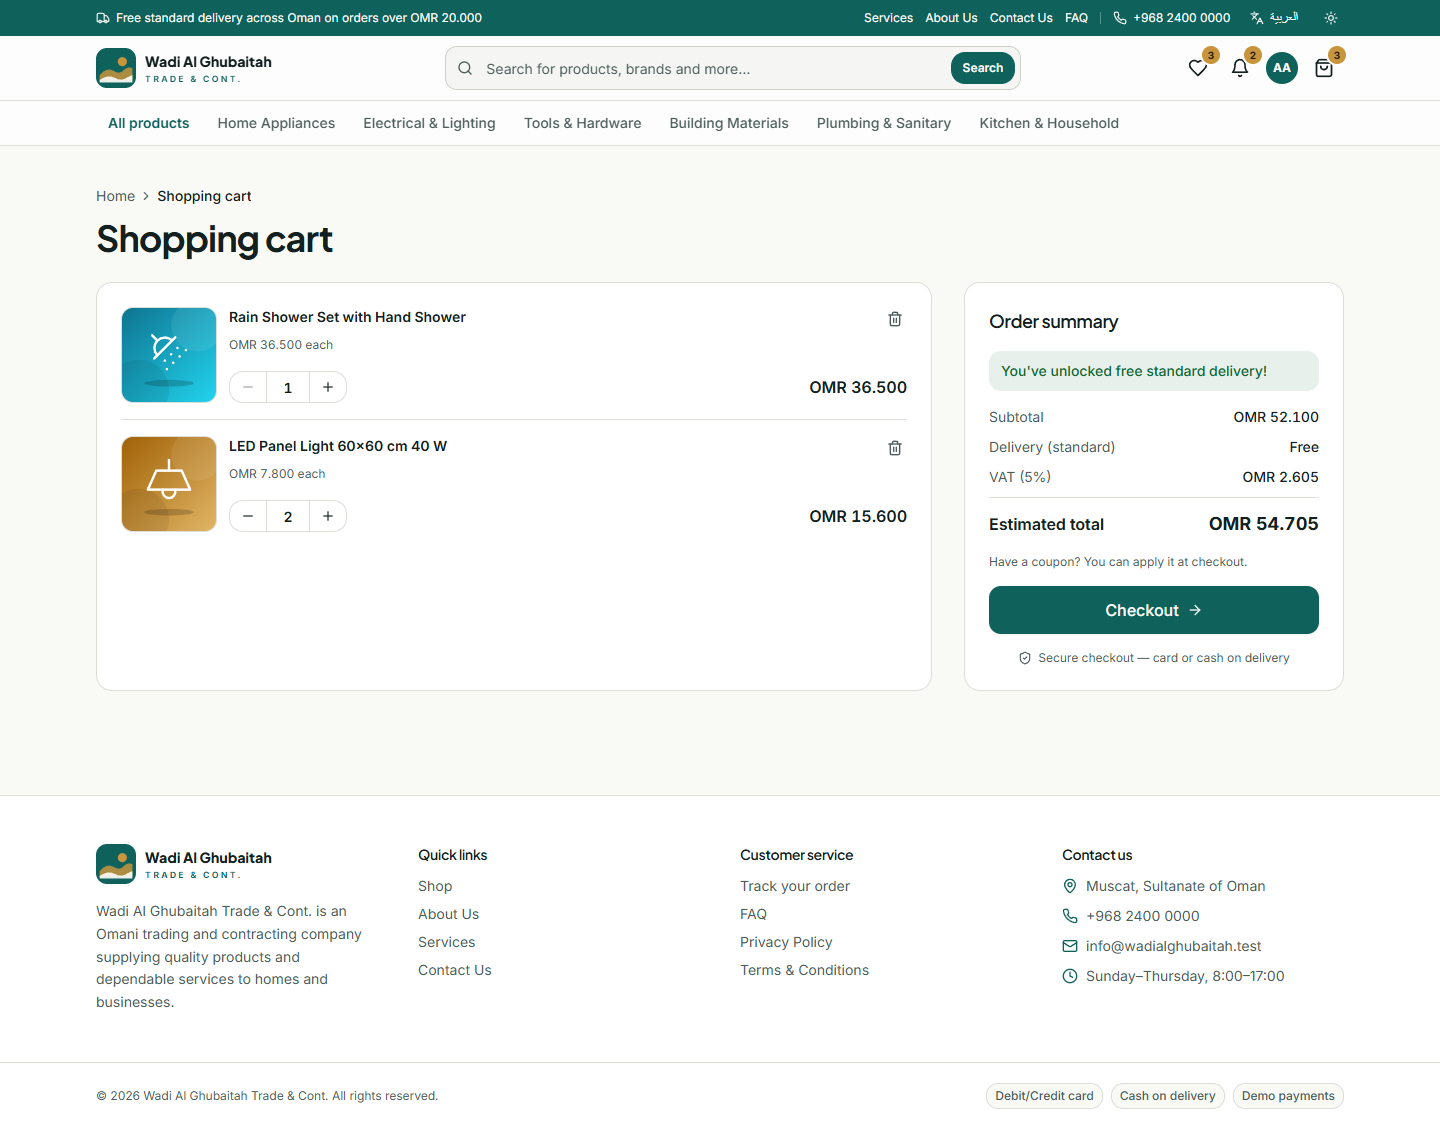 Free standard delivery across Oman on orders over OMR 20.000
Services About Us Contact Us FAQ +968 2400 0000 العربية
Wadi Al Ghubaitah
TRADE & CONT.
Search for products, brands and more...
Search
3
2
AA
3
All products Home Appliances Electrical & Lighting Tools & Hardware Building Materials Plumbing & Sanitary Kitchen & Household
Home > Shopping cart
Shopping cart
Rain Shower Set with Hand Shower
OMR 36.500 each
− 1 +
OMR 36.500
LED Panel Light 60×60 cm 40 W
OMR 7.800 each
− 2 +
OMR 15.600
Order summary
You've unlocked free standard delivery!
Subtotal OMR 52.100
Delivery (standard) Free
VAT (5%) OMR 2.605
Estimated total OMR 54.705
Have a coupon? You can apply it at checkout.
Checkout →
Secure checkout — card or cash on delivery
Wadi Al Ghubaitah
TRADE & CONT.
Wadi Al Ghubaitah Trade & Cont. is an
Omani trading and contracting company
supplying quality products and
dependable services to homes and
businesses.
Quick links
Shop
About Us
Services
Contact Us
Customer service
Track your order
FAQ
Privacy Policy
Terms & Conditions
Contact us
Muscat, Sultanate of Oman
+968 2400 0000
info@wadialghubaitah.test
Sunday–Thursday, 8:00–17:00
© 2026 Wadi Al Ghubaitah Trade & Cont. All rights reserved.
Debit/Credit card Cash on delivery Demo payments